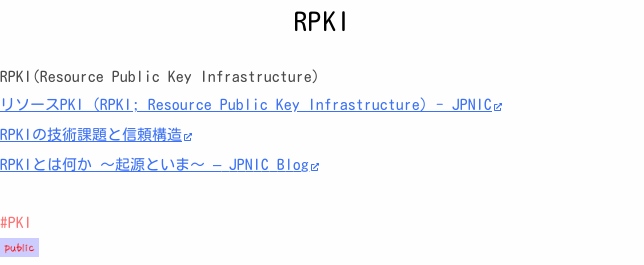 RPKI
RPKI(Resource Public Key Infrastructure)
リソースPKI (RPKI; Resource Public Key Infrastructure) - JPNIC
RPKIの技術課題と信頼構造
RPKIとは何か ～起源といま～ – JPNIC Blog
#PKI
public